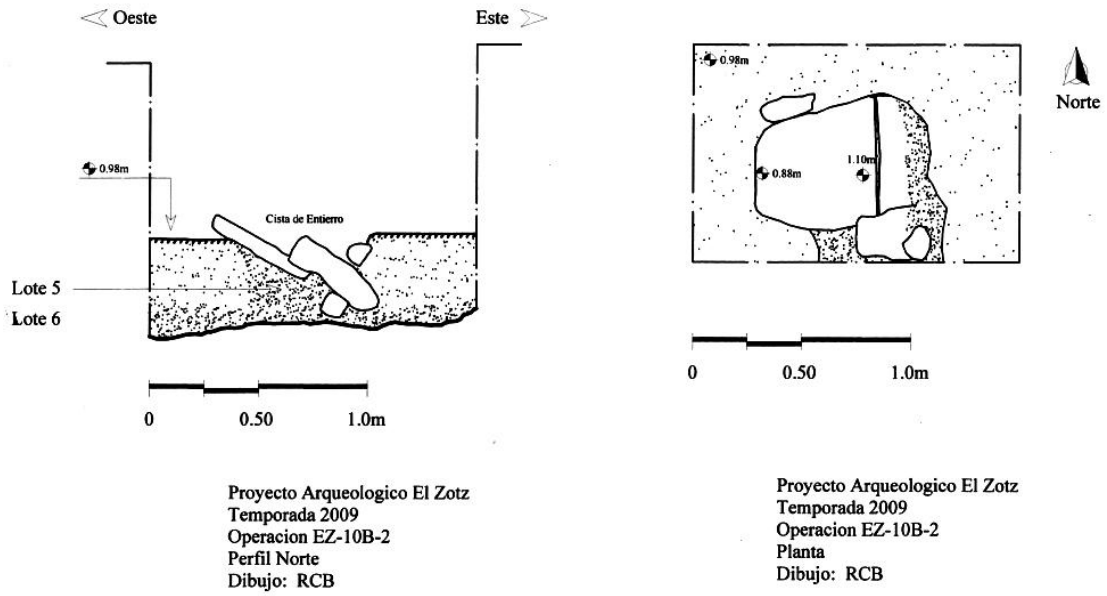 Oeste
Este
0.98m
Cista de Entierro
Lote 5
Lote 6
0
0.50
1.0m
Proyecto Arqueologico El Zotz
Temporada 2009
Operacion EZ-10B-2
Perfil Norte
Dibujo: RCB
0.98m
Norte
1.10m
0.88m
0
0.50
1.0m
Proyecto Arqueologico El Zotz
Temporada 2009
Operacion EZ-10B-2
Planta
Dibujo: RCB